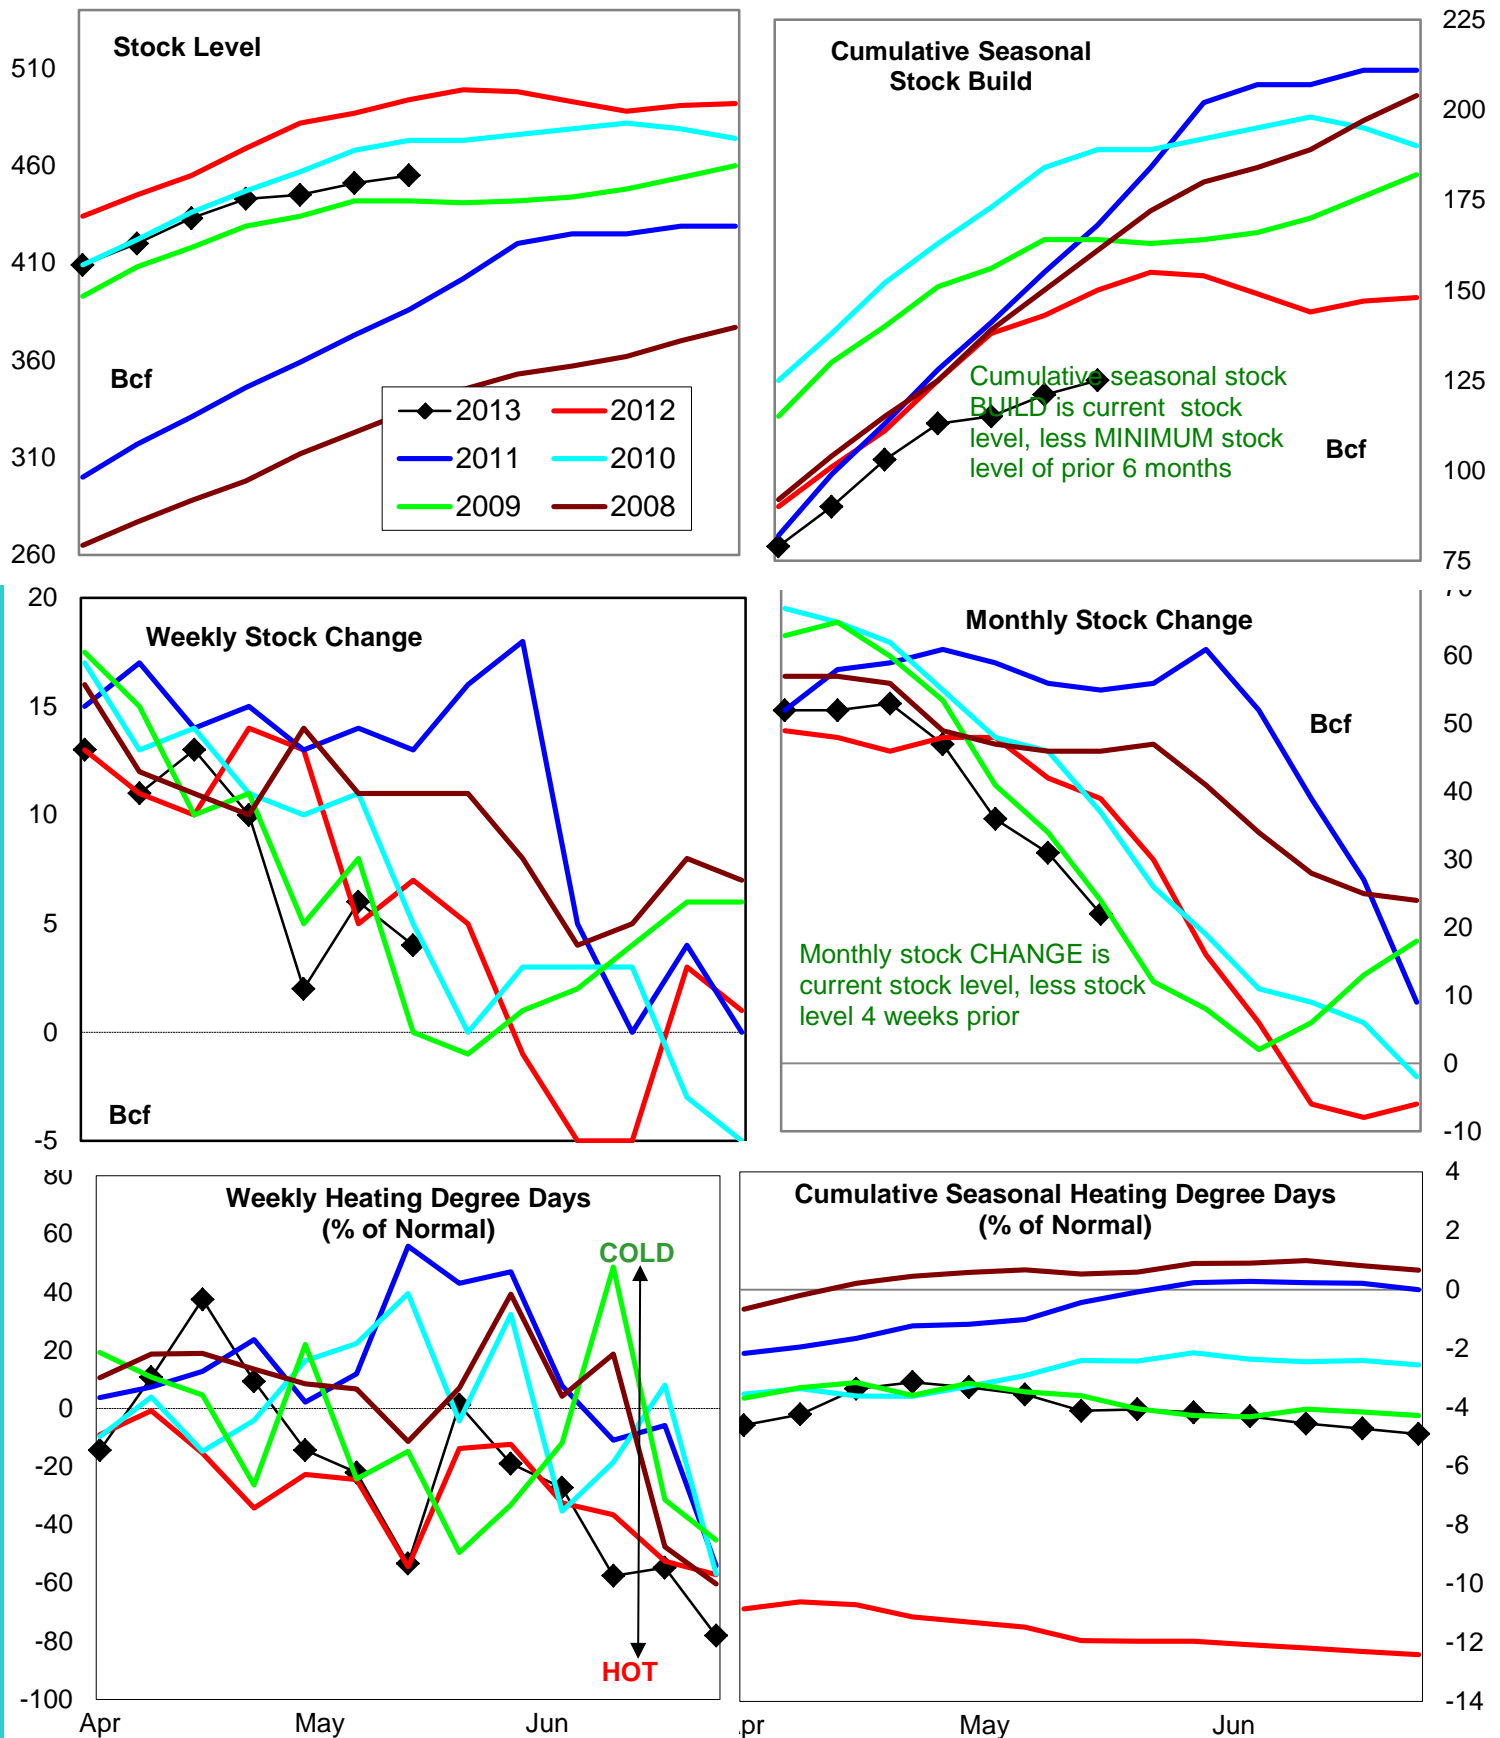 Stock Level
510
460
410
360
310
260
Bcf
2013
2012
2011
2010
2009
2008
Cumulative Seasonal
Stock Build
225
200
175
150
125
100
75
Cumulative seasonal stock
BUILD is current stock
level, less MINIMUM stock
level of prior 6 months
Bcf
Weekly Stock Change
20
15
10
5
0
-5
Bcf
Monthly Stock Change
70
60
50
40
30
20
10
0
-10
Bcf
Monthly stock CHANGE is
current stock level, less stock
level 4 weeks prior
Weekly Heating Degree Days
(% of Normal)
80
60
40
20
0
-20
-40
-60
-80
-100
COLD
HOT
Apr
May
Jun
Cumulative Seasonal Heating Degree Days
(% of Normal)
4
2
0
-2
-4
-6
-8
-10
-12
-14
pr
May
Jun